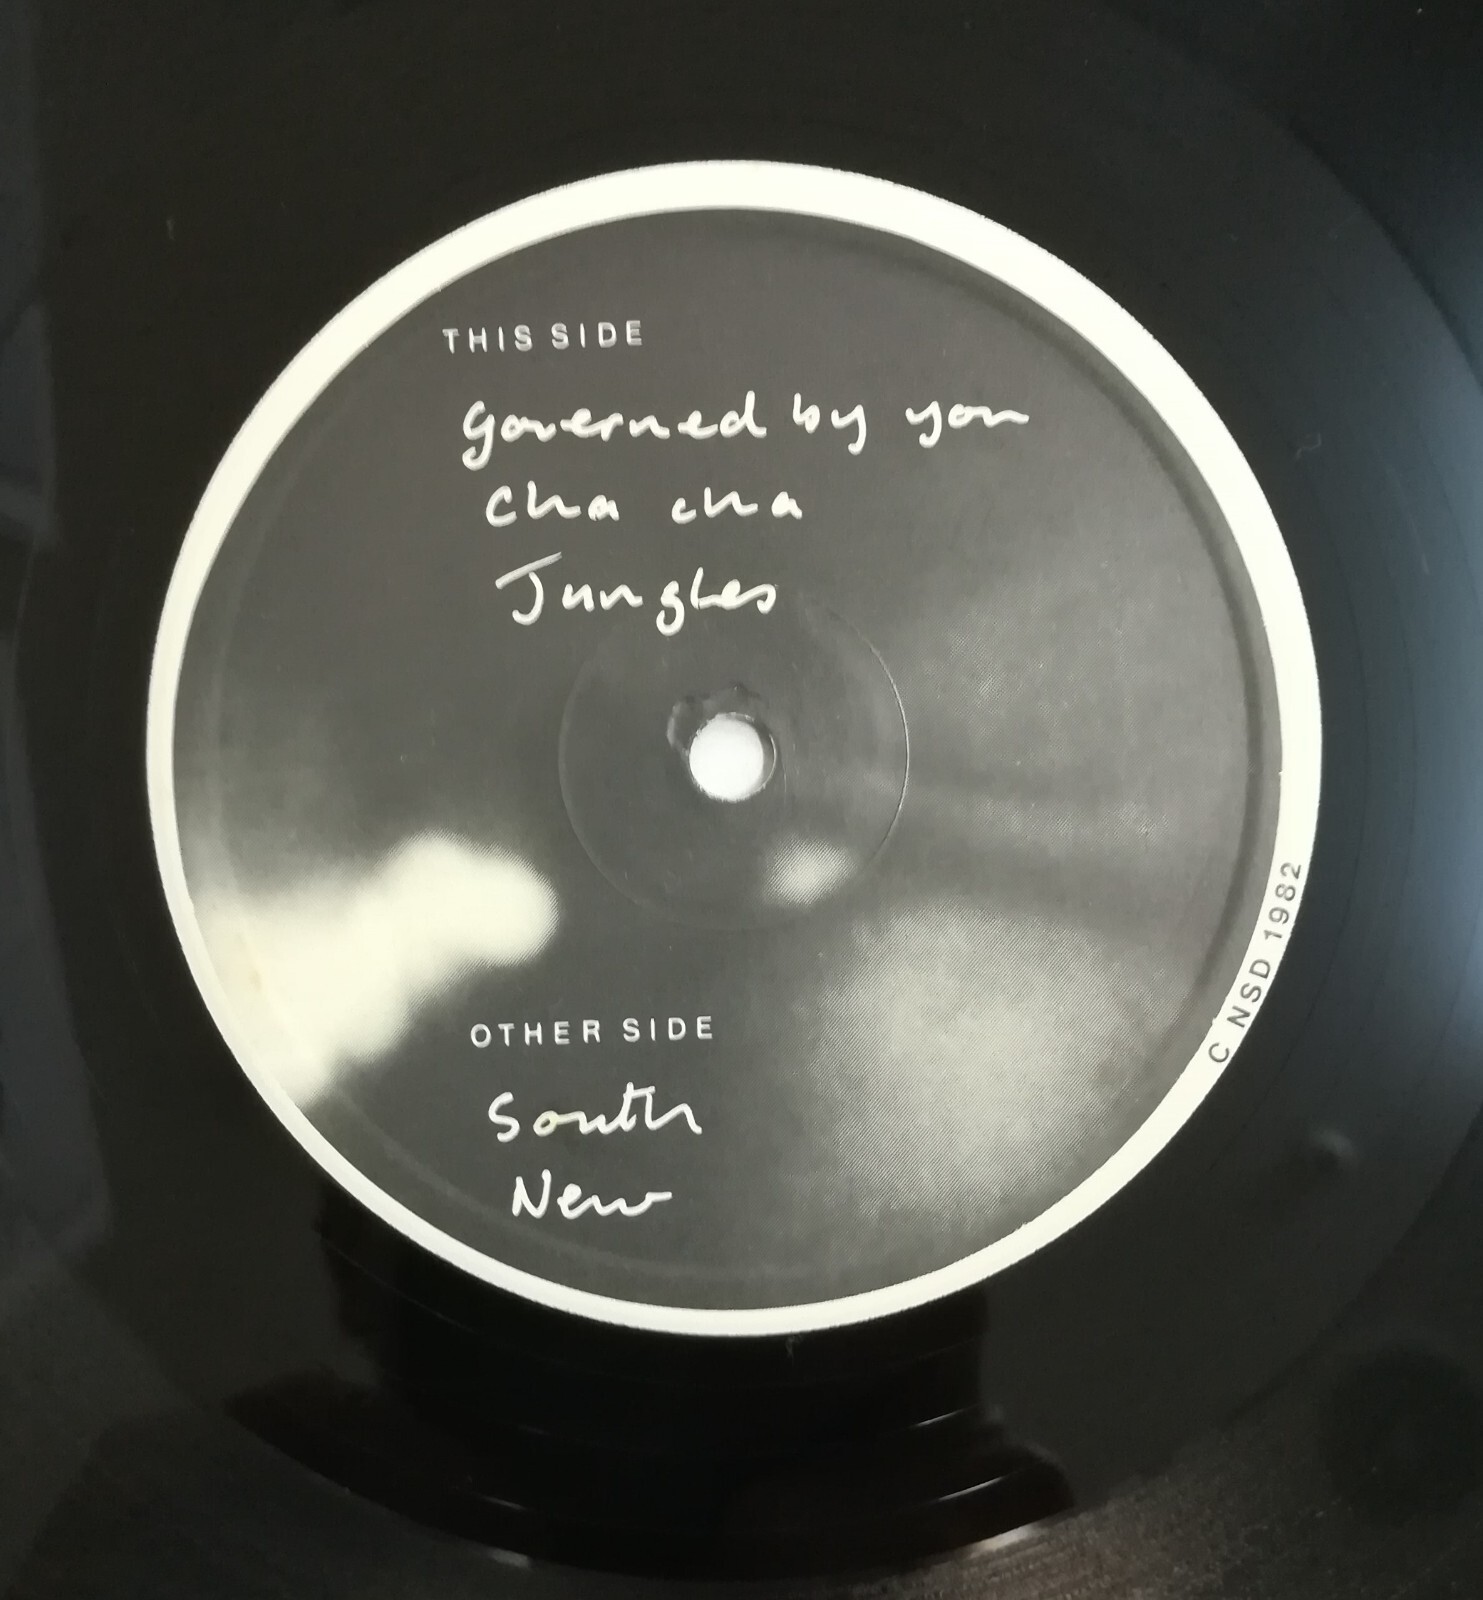 THIS SIDE
Governed by you
Cha cha
Jungles
OTHER SIDE
South
New
C NSD 1982